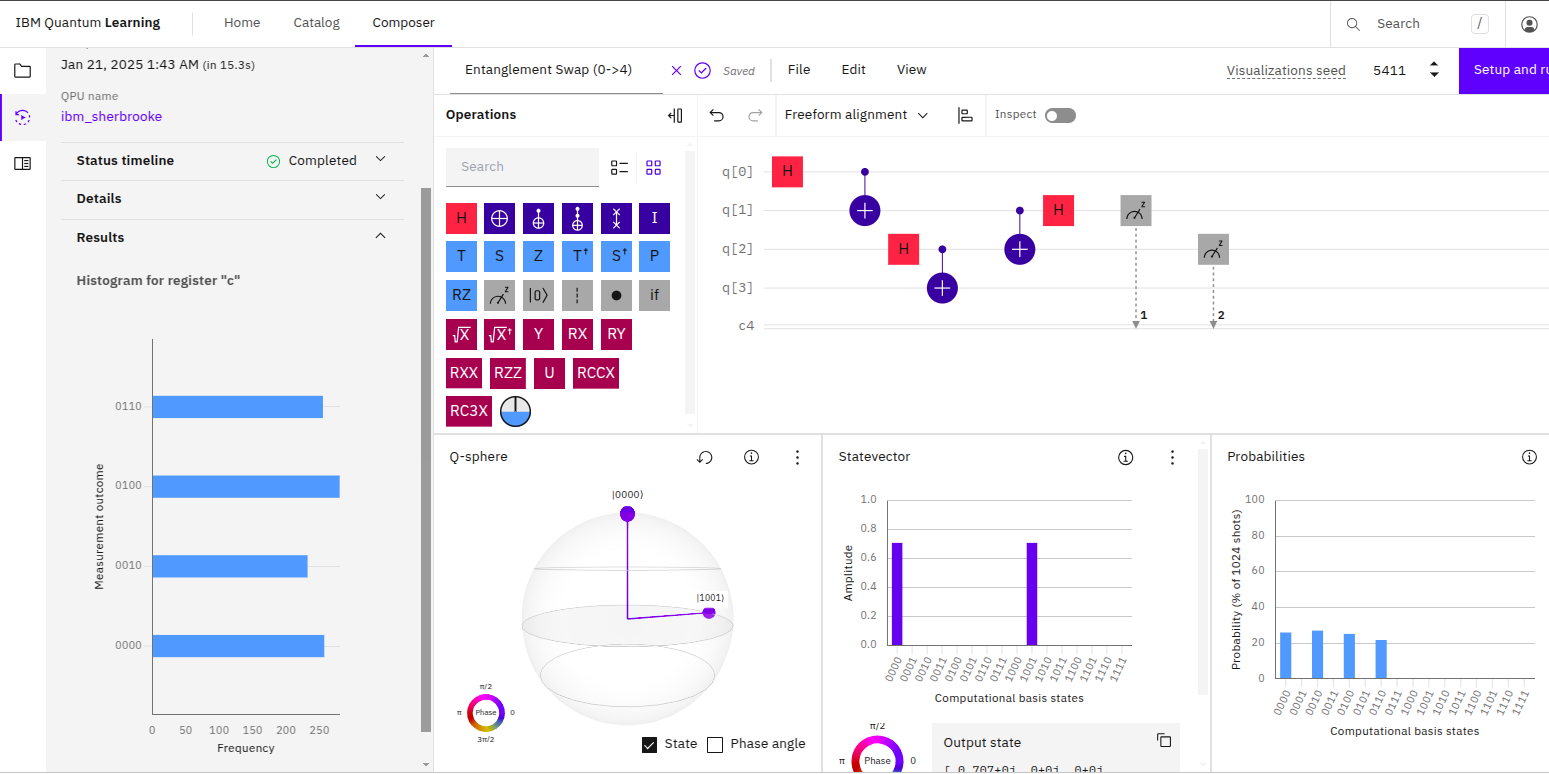 IBM Quantum Learning Home Catalog Composer Search /
Jan 21, 2025 1:43 AM (in 15.3s)
QPU name
ibm_sherbrooke
Status timeline Completed
Details
Results
Histogram for register "c"
Measurement outcome
0110
0100
0010
0000
0 50 100 150 200 250
Frequency
Entanglement Swap (0->4) Saved File Edit View Visualizations seed 5411 Setup and ru
Operations Freeform alignment Inspect
Search
H I
T S Z T† S† P
RZ z |0⟩ if
√X √X† Y RX RY
RXX RZZ U RCCX
RC3X
q[0] H
q[1] H z
q[2] H z
q[3]
c4 1 2
Q-sphere
|0000⟩
|1001⟩
π/2
π Phase 0
3π/2
State Phase angle
Statevector
Amplitude
1.0
0.8
0.6
0.4
0.2
0.0
0000 0001 0010 0011 0100 0101 0110 0111 1000 1001 1010 1011 1100 1101 1110 1111
Computational basis states
π/2
π Phase 0
Output state
[ 0.707+0j, 0+0j, 0+0j,
Probabilities
Probability (% of 1024 shots)
100
80
60
40
20
0
0000 0001 0010 0011 0100 0101 0110 0111 1000 1001 1010 1011 1100 1101 1110 1111
Computational basis states